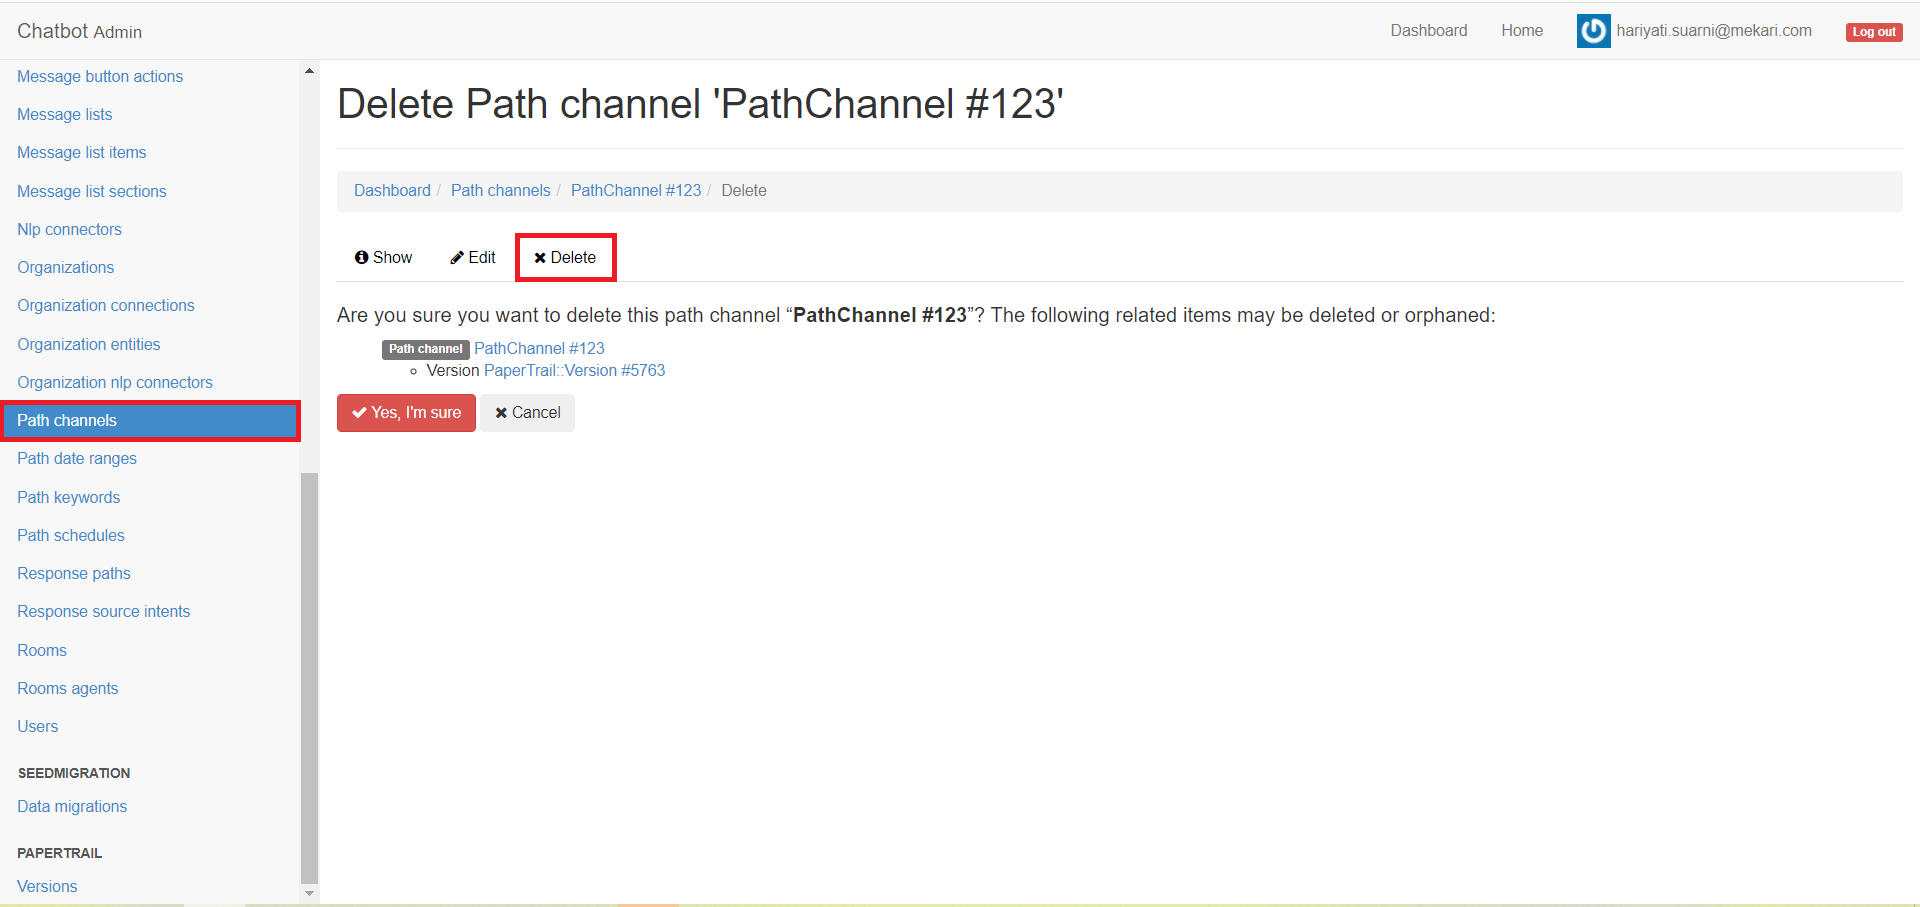 Chatbot Admin
Dashboard
Home
hariyati.suarni@mekari.com
Log out
Message button actions
Message lists
Message list items
Message list sections
Nlp connectors
Organizations
Organization connections
Organization entities
Organization nlp connectors
Path channels
Path date ranges
Path keywords
Path schedules
Response paths
Response source intents
Rooms
Rooms agents
Users
SEEDMIGRATION
Data migrations
PAPERTRAIL
Versions
Delete Path channel 'PathChannel #123'
Dashboard / Path channels / PathChannel #123 / Delete
Show Edit Delete
Are you sure you want to delete this path channel “PathChannel #123”? The following related items may be deleted or orphaned:
Path channel PathChannel #123
Version PaperTrail::Version #5763
Yes, I'm sure Cancel